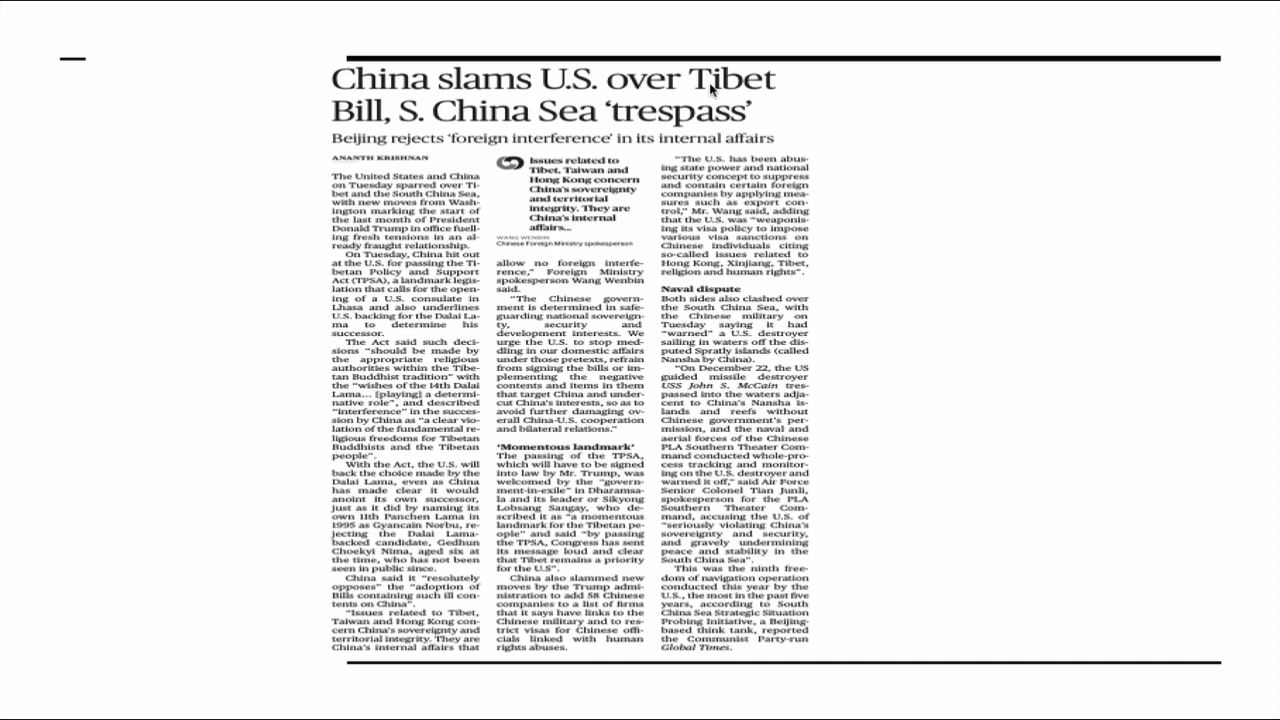 China slams U.S. over Tibet
Bill, S. China Sea ‘trespass’
Beijing rejects ‘foreign interference’ in its internal affairs
ANANTH KRISHNAN
The United States and China
on Tuesday sparred over Ti-
bet and the South China Sea,
with new moves from Wash-
ington marking the start of
the last month of President
Donald Trump in office fuell-
ing fresh tensions in an al-
ready fraught relationship.
On Tuesday, China hit out
at the U.S. for passing the Ti-
betan Policy and Support
Act (TPSA), a landmark legis-
lation that calls for the open-
ing of a U.S. consulate in
Lhasa and also underlines
U.S. backing for the Dalai La-
ma to determine his
successor.
The Act said such deci-
sions “should be made by
the appropriate religious
authorities within the Tibe-
tan Buddhist tradition” with
the “wishes of the 14th Dalai
Lama... [playing] a determi-
native role”, and described
“interference” in the succes-
sion by China as “a clear vio-
lation of the fundamental re-
ligious freedoms for Tibetan
Buddhists and the Tibetan
people”.
With the Act, the U.S. will
back the choice made by the
Dalai Lama, even as China
has made clear it would
anoint its own successor,
just as it did by naming its
own 11th Panchen Lama in
1995 as Gyancain Norbu, re-
jecting the Dalai Lama-
backed candidate, Gedhun
Choekyi Nima, aged six at
the time, who has not been
seen in public since.
China said it “resolutely
opposes” the “adoption of
Bills containing such ill con-
tents on China”.
“Issues related to Tibet,
Taiwan and Hong Kong con-
cern China’s sovereignty and
territorial integrity. They are
China’s internal affairs that
Issues related to
Tibet, Taiwan and
Hong Kong concern
China’s sovereignty
and territorial
integrity. They are
China’s internal
affairs...
WANG WENBIN
Chinese Foreign Ministry spokesperson
allow no foreign interfe-
rence,” Foreign Ministry
spokesperson Wang Wenbin
said.
“The Chinese govern-
ment is determined in safe-
guarding national sovereign-
ty, security and
development interests. We
urge the U.S. to stop med-
dling in our domestic affairs
under those pretexts, refrain
from signing the bills or im-
plementing the negative
contents and items in them
that target China and under-
cut China’s interests, so as to
avoid further damaging ov-
erall China-U.S. cooperation
and bilateral relations.”
‘Momentous landmark’
The passing of the TPSA,
which will have to be signed
into law by Mr. Trump, was
welcomed by the “govern-
ment-in-exile” in Dharamsa-
la and its leader or Sikyong
Lobsang Sangay, who de-
scribed it as “a momentous
landmark for the Tibetan pe-
ople” and said “by passing
the TPSA, Congress has sent
its message loud and clear
that Tibet remains a priority
for the U.S”.
China also slammed new
moves by the Trump admi-
nistration to add 58 Chinese
companies to a list of firms
that it says have links to the
Chinese military and to res-
trict visas for Chinese offi-
cials linked with human
rights abuses.
“The U.S. has been abus-
ing state power and national
security concept to suppress
and contain certain foreign
companies by applying mea-
sures such as export con-
trol,” Mr. Wang said, adding
that the U.S. was “weaponis-
ing its visa policy to impose
various visa sanctions on
Chinese individuals citing
so-called issues related to
Hong Kong, Xinjiang, Tibet,
religion and human rights”.
Naval dispute
Both sides also clashed over
the South China Sea, with
the Chinese military on
Tuesday saying it had
“warned” a U.S. destroyer
sailing in waters off the dis-
puted Spratly islands (called
Nansha by China).
“On December 22, the US
guided missile destroyer
USS John S. McCain tres-
passed into the waters adja-
cent to China’s Nansha is-
lands and reefs without
Chinese government’s per-
mission, and the naval and
aerial forces of the Chinese
PLA Southern Theater Com-
mand conducted whole-pro-
cess tracking and monitor-
ing on the U.S. destroyer and
warned it off,” said Air Force
Senior Colonel Tian Junli,
spokesperson for the PLA
Southern Theater Com-
mand, accusing the U.S. of
“seriously violating China’s
sovereignty and security,
and gravely undermining
peace and stability in the
South China Sea”.
This was the ninth free-
dom of navigation operation
conducted this year by the
U.S., the most in the past five
years, according to South
China Sea Strategic Situation
Probing Initiative, a Beijing-
based think tank, reported
the Communist Party-run
Global Times.